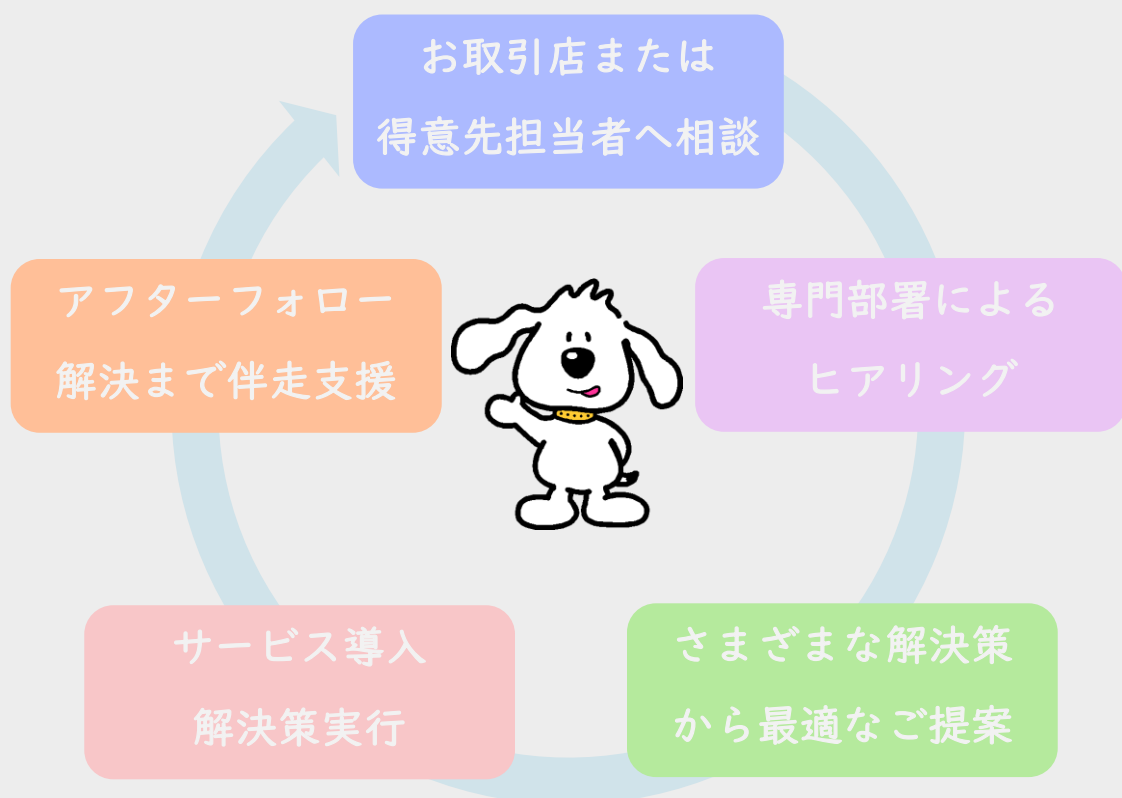 お取引店または
得意先担当者へ相談
専門部署による
ヒアリング
さまざまな解決策
から最適なご提案
サービス導入
解決策実行
アフターフォロー
解決まで伴走支援